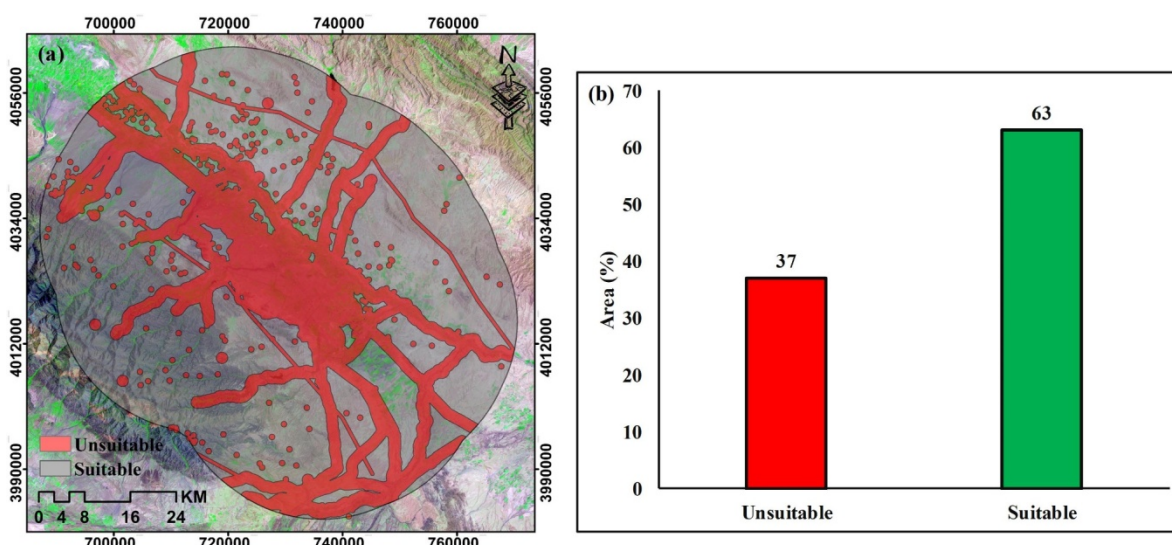 700000 720000 740000 760000
(a)
N
4056000 4056000
4034000 4034000
4012000 4012000
3990000 3990000
Unsuitable
Suitable
KM
0 4 8 16 24
700000 720000 740000 760000
(b)
70
60
50
40
30
20
10
0
Area (%)
37
63
Unsuitable Suitable